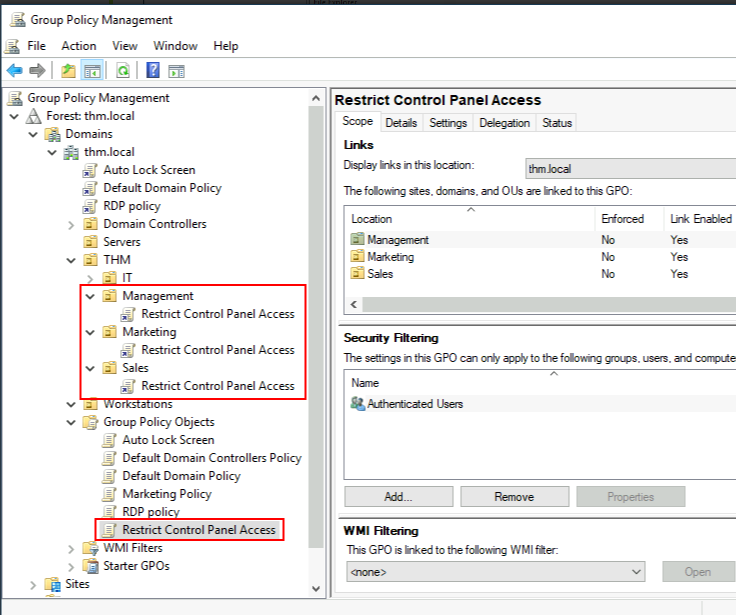 Group Policy Management
File Action View Window Help
Group Policy Management
Forest: thm.local
Domains
thm.local
Auto Lock Screen
Default Domain Policy
RDP policy
Domain Controllers
Servers
THM
IT
Management
Restrict Control Panel Access
Marketing
Restrict Control Panel Access
Sales
Restrict Control Panel Access
Workstations
Group Policy Objects
Auto Lock Screen
Default Domain Controllers Policy
Default Domain Policy
Marketing Policy
RDP policy
Restrict Control Panel Access
WMI Filters
Starter GPOs
Sites
Restrict Control Panel Access
Scope Details Settings Delegation Status
Links
Display links in this location: thm.local
The following sites, domains, and OUs are linked to this GPO:
Location Enforced Link Enabled
Management No Yes
Marketing No Yes
Sales No Yes
Security Filtering
The settings in this GPO can only apply to the following groups, users, and compute
Name
Authenticated Users
Add... Remove Properties
WMI Filtering
This GPO is linked to the following WMI filter:
<none> Open